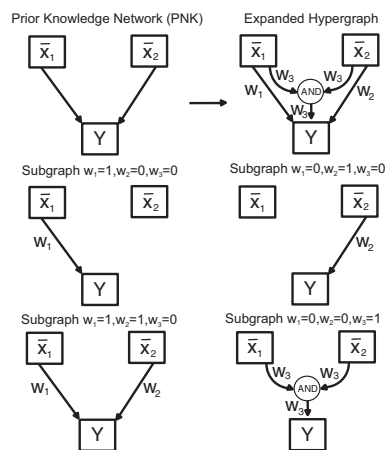 Prior Knowledge Network (PNK)
Expanded Hypergraph
x̄₁ x̄₂
Y
x̄₁ x̄₂
w₃ w₃
AND
w₁ w₃ w₂
Y
Subgraph w₁=1,w₂=0,w₃=0
Subgraph w₁=0,w₂=1,w₃=0
x̄₁ x̄₂
w₁
Y
x̄₁ x̄₂
w₂
Y
Subgraph w₁=1,w₂=1,w₃=0
Subgraph w₁=0,w₂=0,w₃=1
x̄₁ x̄₂
w₁ w₂
Y
x̄₁ x̄₂
w₃ w₃
AND
w₃
Y